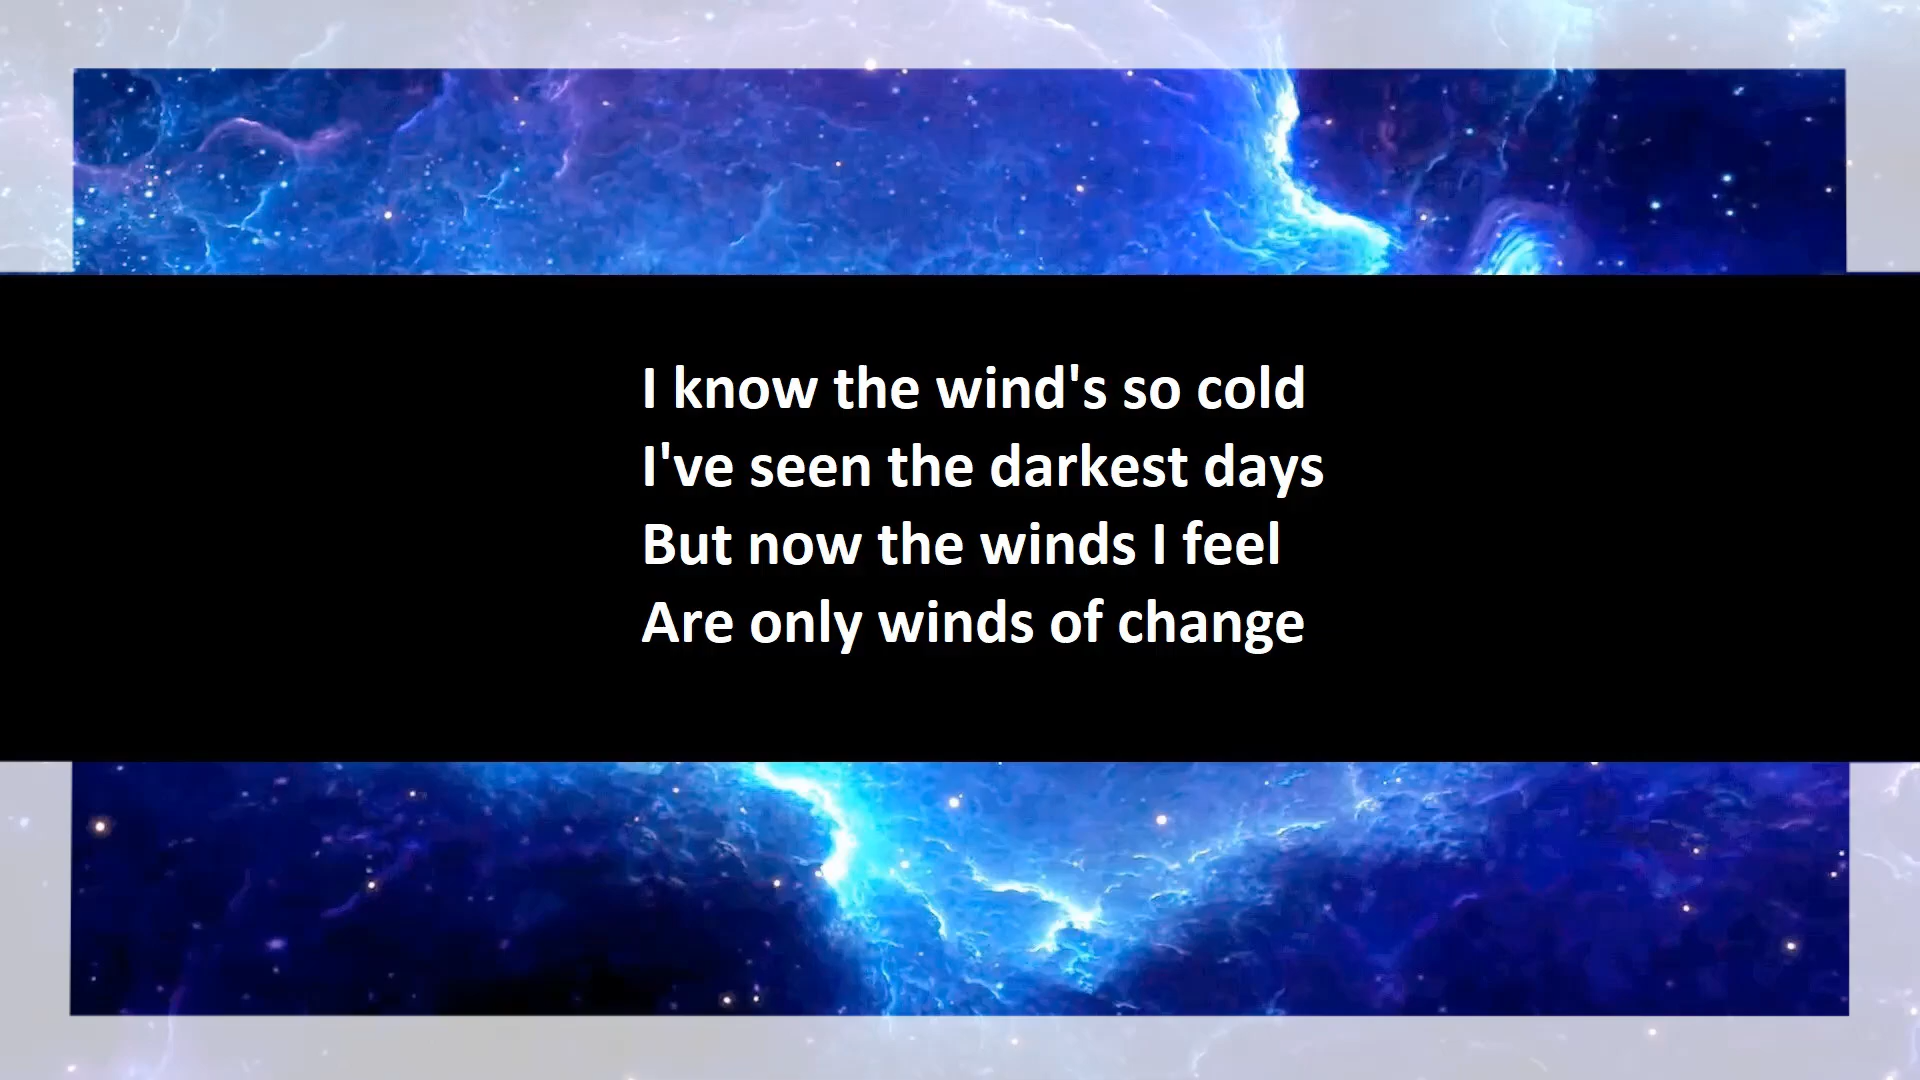 I know the wind's so cold
I've seen the darkest days
But now the winds I feel
Are only winds of change